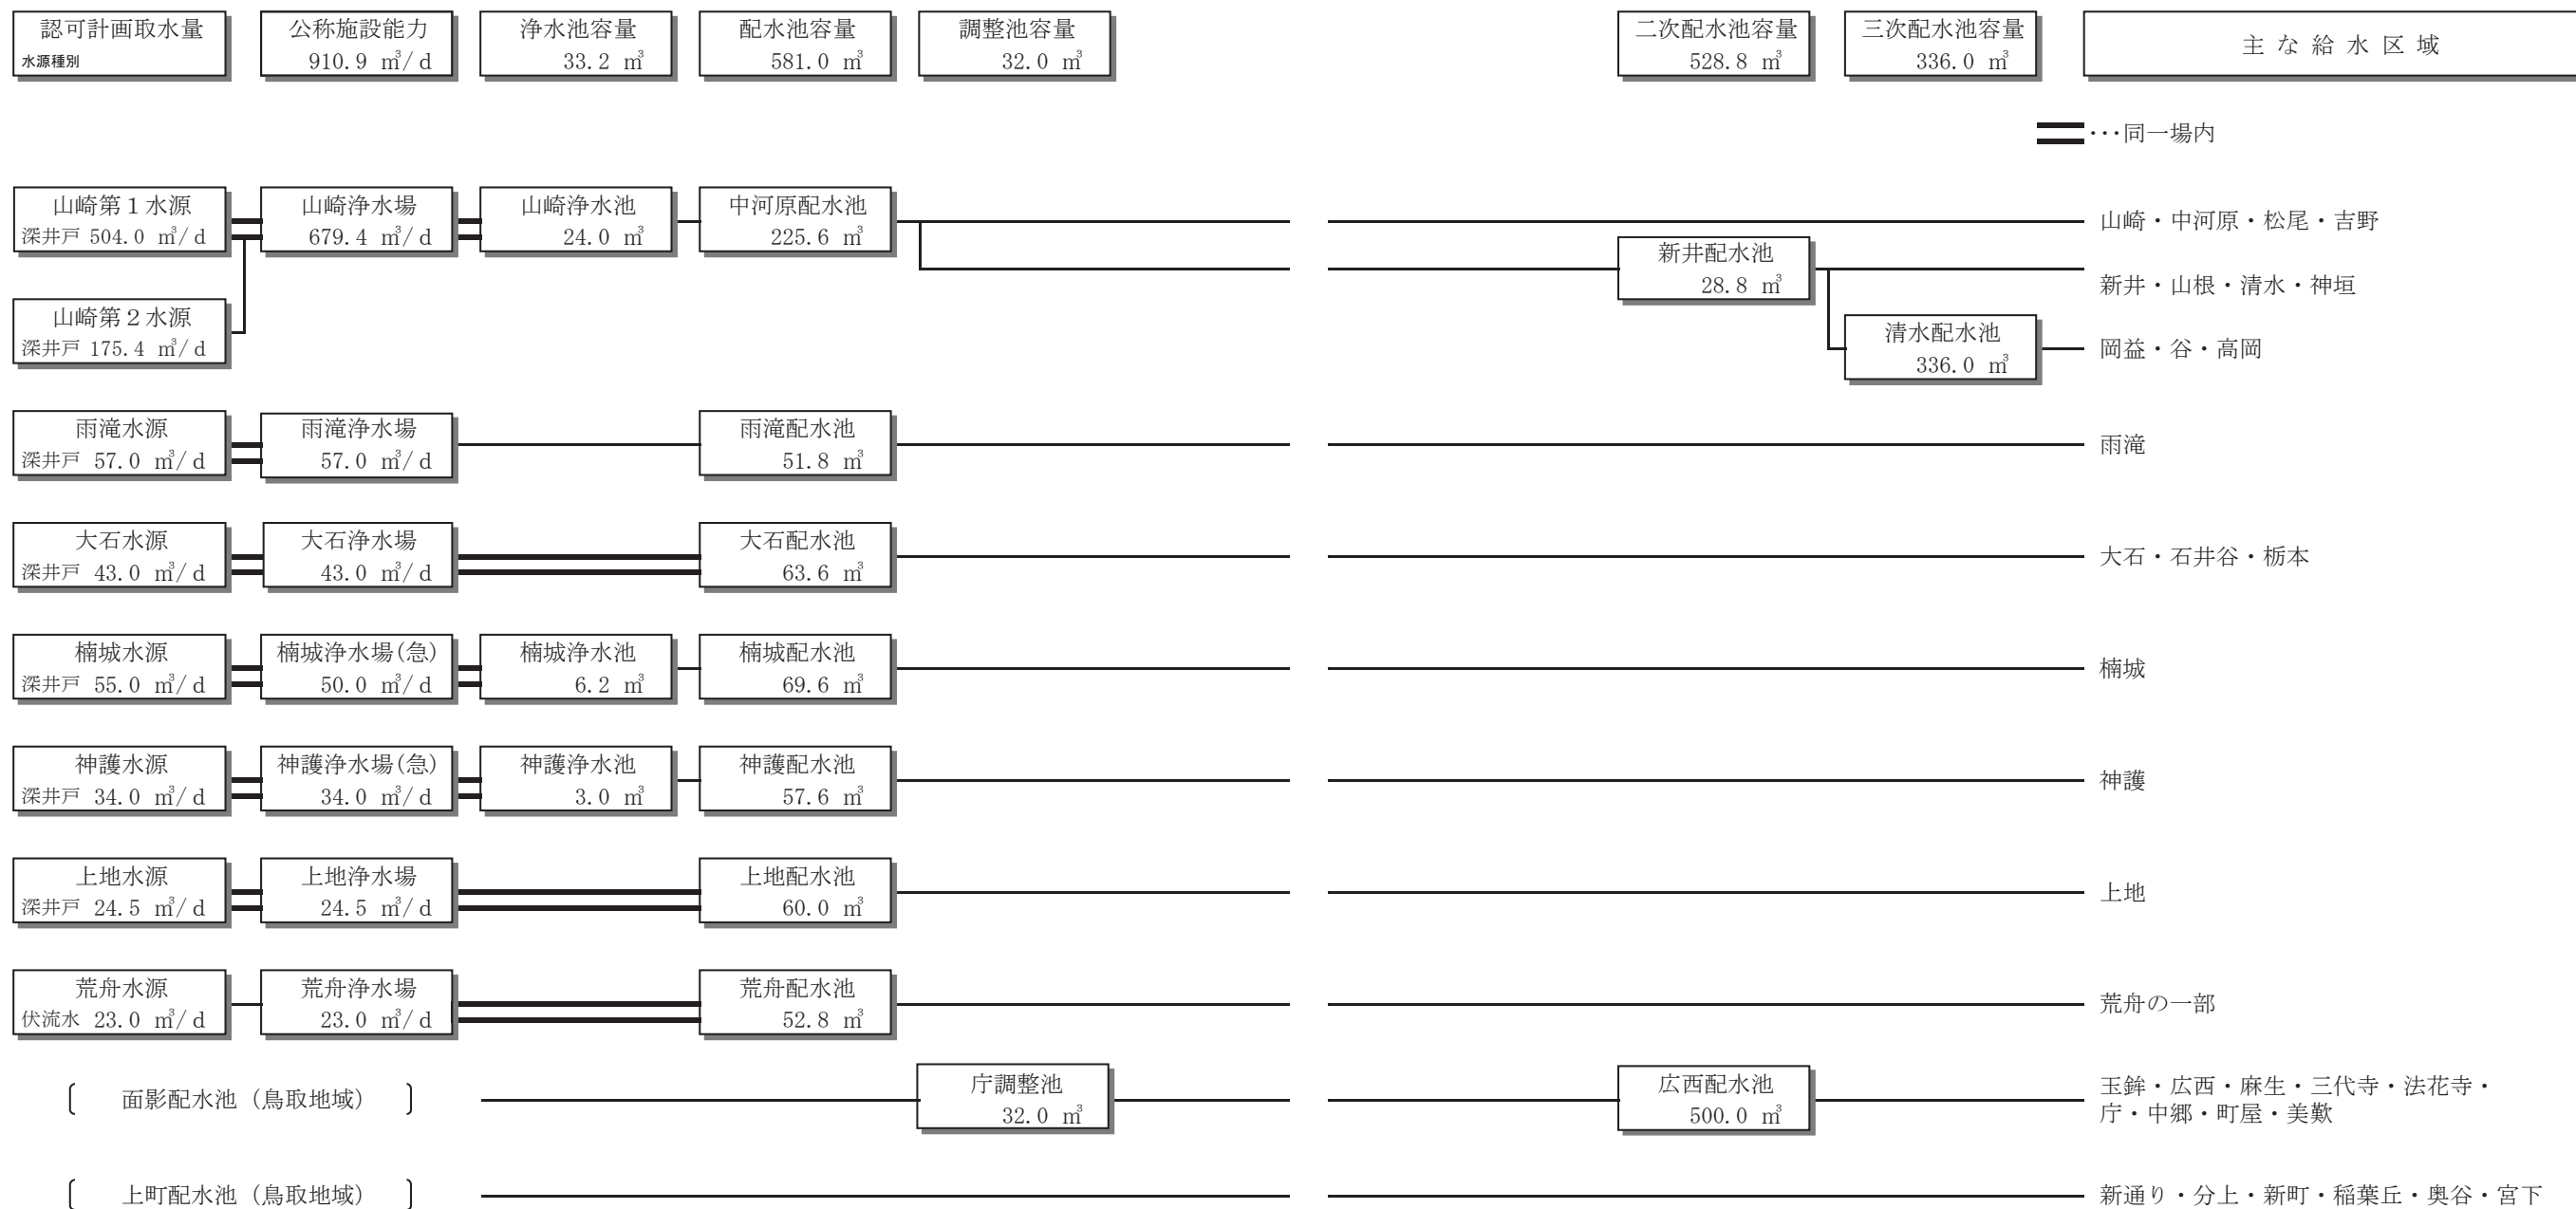 認可計画取水量
水源種別
公称施設能力
910.9 ㎥/d
浄水池容量
33.2 ㎥
配水池容量
581.0 ㎥
調整池容量
32.0 ㎥
二次配水池容量
528.8 ㎥
三次配水池容量
336.0 ㎥
主な給水区域
･･･同一場内
山崎第1水源
深井戸 504.0 ㎥/d
山崎浄水場
679.4 ㎥/d
山崎浄水池
24.0 ㎥
中河原配水池
225.6 ㎥
山崎・中河原・松尾・吉野
新井配水池
28.8 ㎥
新井・山根・清水・神垣
山崎第2水源
深井戸 175.4 ㎥/d
清水配水池
336.0 ㎥
岡益・谷・高岡
雨滝水源
深井戸 57.0 ㎥/d
雨滝浄水場
57.0 ㎥/d
雨滝配水池
51.8 ㎥
雨滝
大石水源
深井戸 43.0 ㎥/d
大石浄水場
43.0 ㎥/d
大石配水池
63.6 ㎥
大石・石井谷・栃本
楠城水源
深井戸 55.0 ㎥/d
楠城浄水場(急)
50.0 ㎥/d
楠城浄水池
6.2 ㎥
楠城配水池
69.6 ㎥
楠城
神護水源
深井戸 34.0 ㎥/d
神護浄水場(急)
34.0 ㎥/d
神護浄水池
3.0 ㎥
神護配水池
57.6 ㎥
神護
上地水源
深井戸 24.5 ㎥/d
上地浄水場
24.5 ㎥/d
上地配水池
60.0 ㎥
上地
荒舟水源
伏流水 23.0 ㎥/d
荒舟浄水場
23.0 ㎥/d
荒舟配水池
52.8 ㎥
荒舟の一部
〔 面影配水池（鳥取地域） 〕
庁調整池
32.0 ㎥
広西配水池
500.0 ㎥
玉鉾・広西・麻生・三代寺・法花寺・
庁・中郷・町屋・美歎
〔 上町配水池（鳥取地域） 〕
新通り・分上・新町・稲葉丘・奥谷・宮下